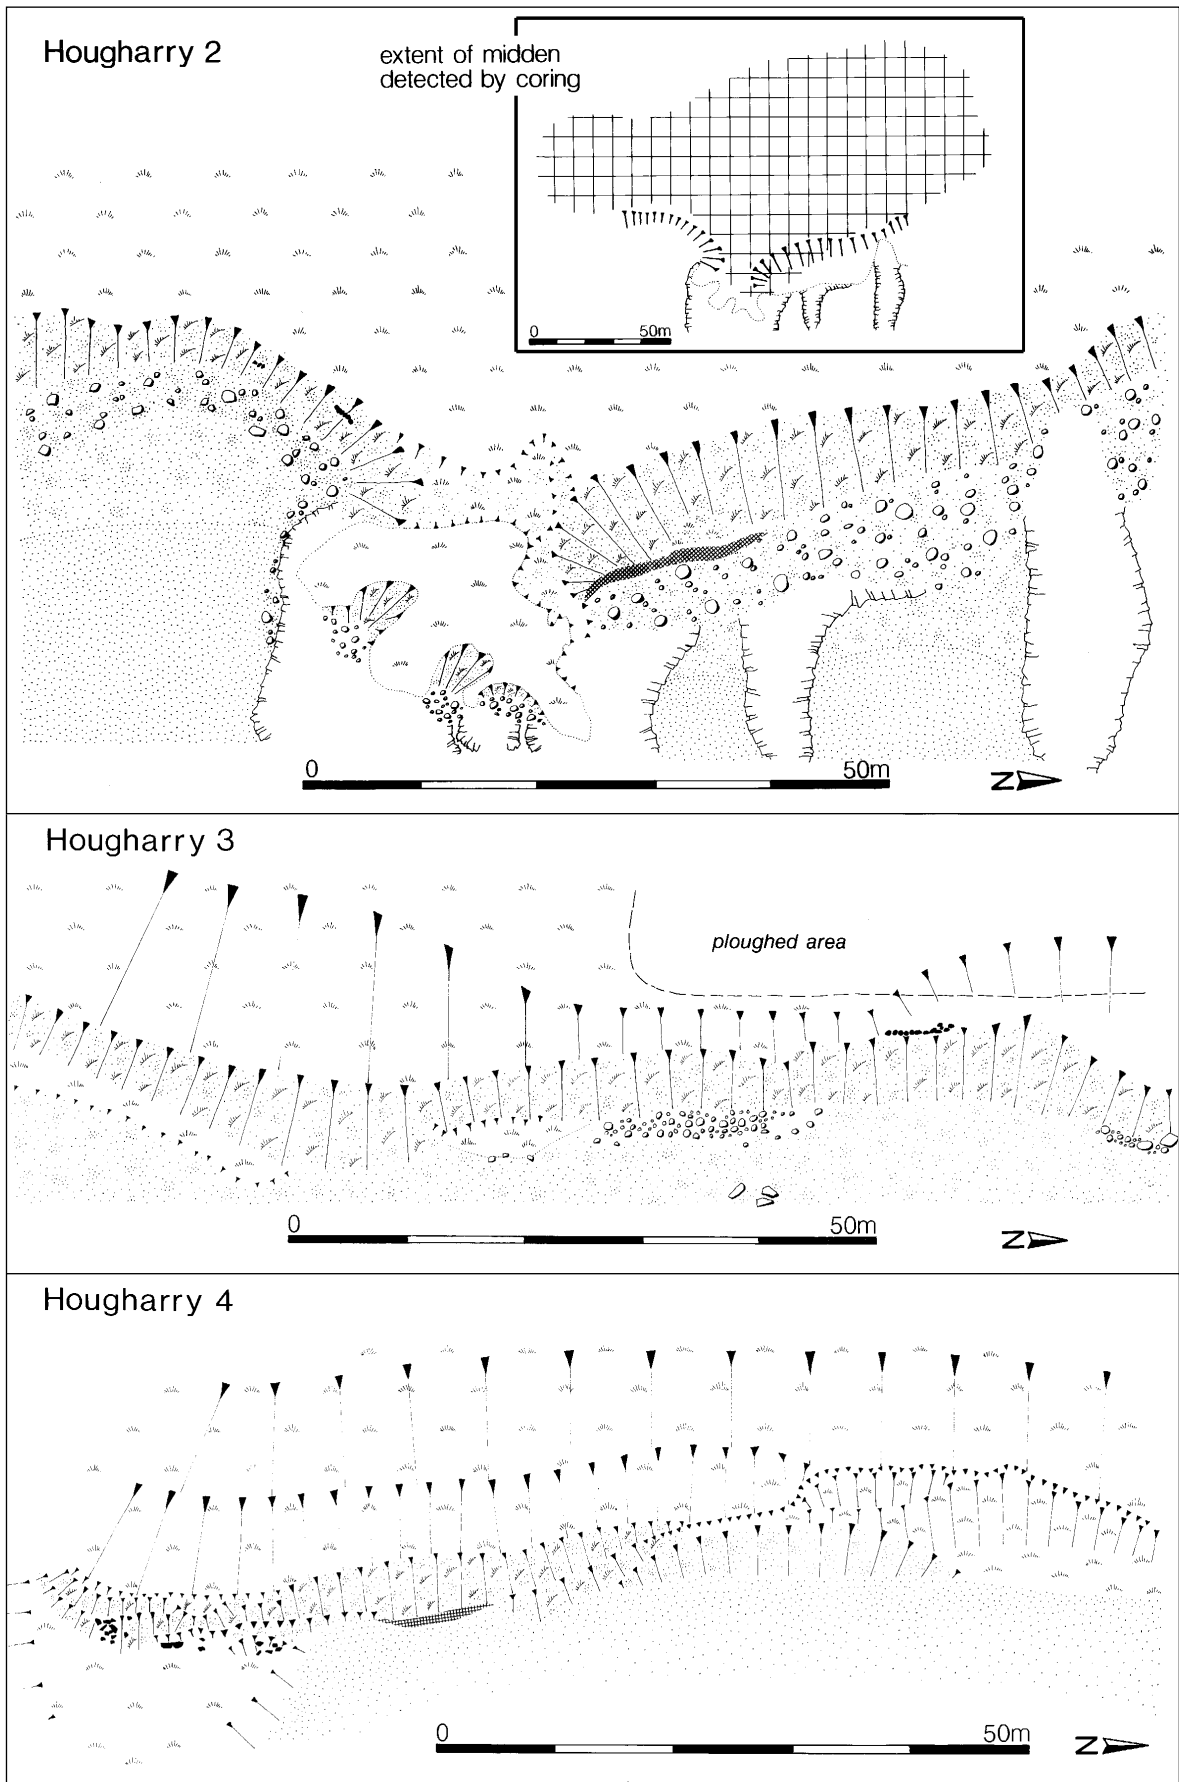 Hougharry 2
extent of midden
detected by coring
0 50m
0 50m
N
Hougharry 3
ploughed area
0 50m
N
Hougharry 4
0 50m
N